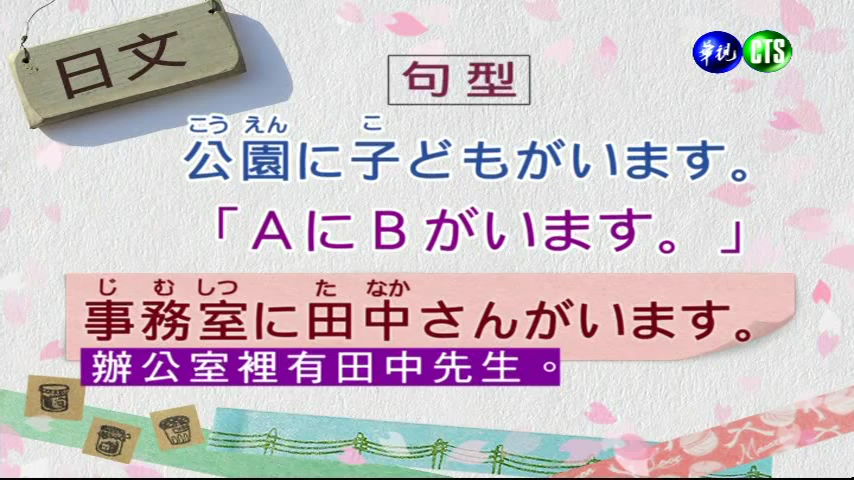 日文
華視 CTS
句型
こうえん こ
公園に子どもがいます。
「AにBがいます。」
じ む しつ た なか
事務室に田中さんがいます。
辦公室裡有田中先生。